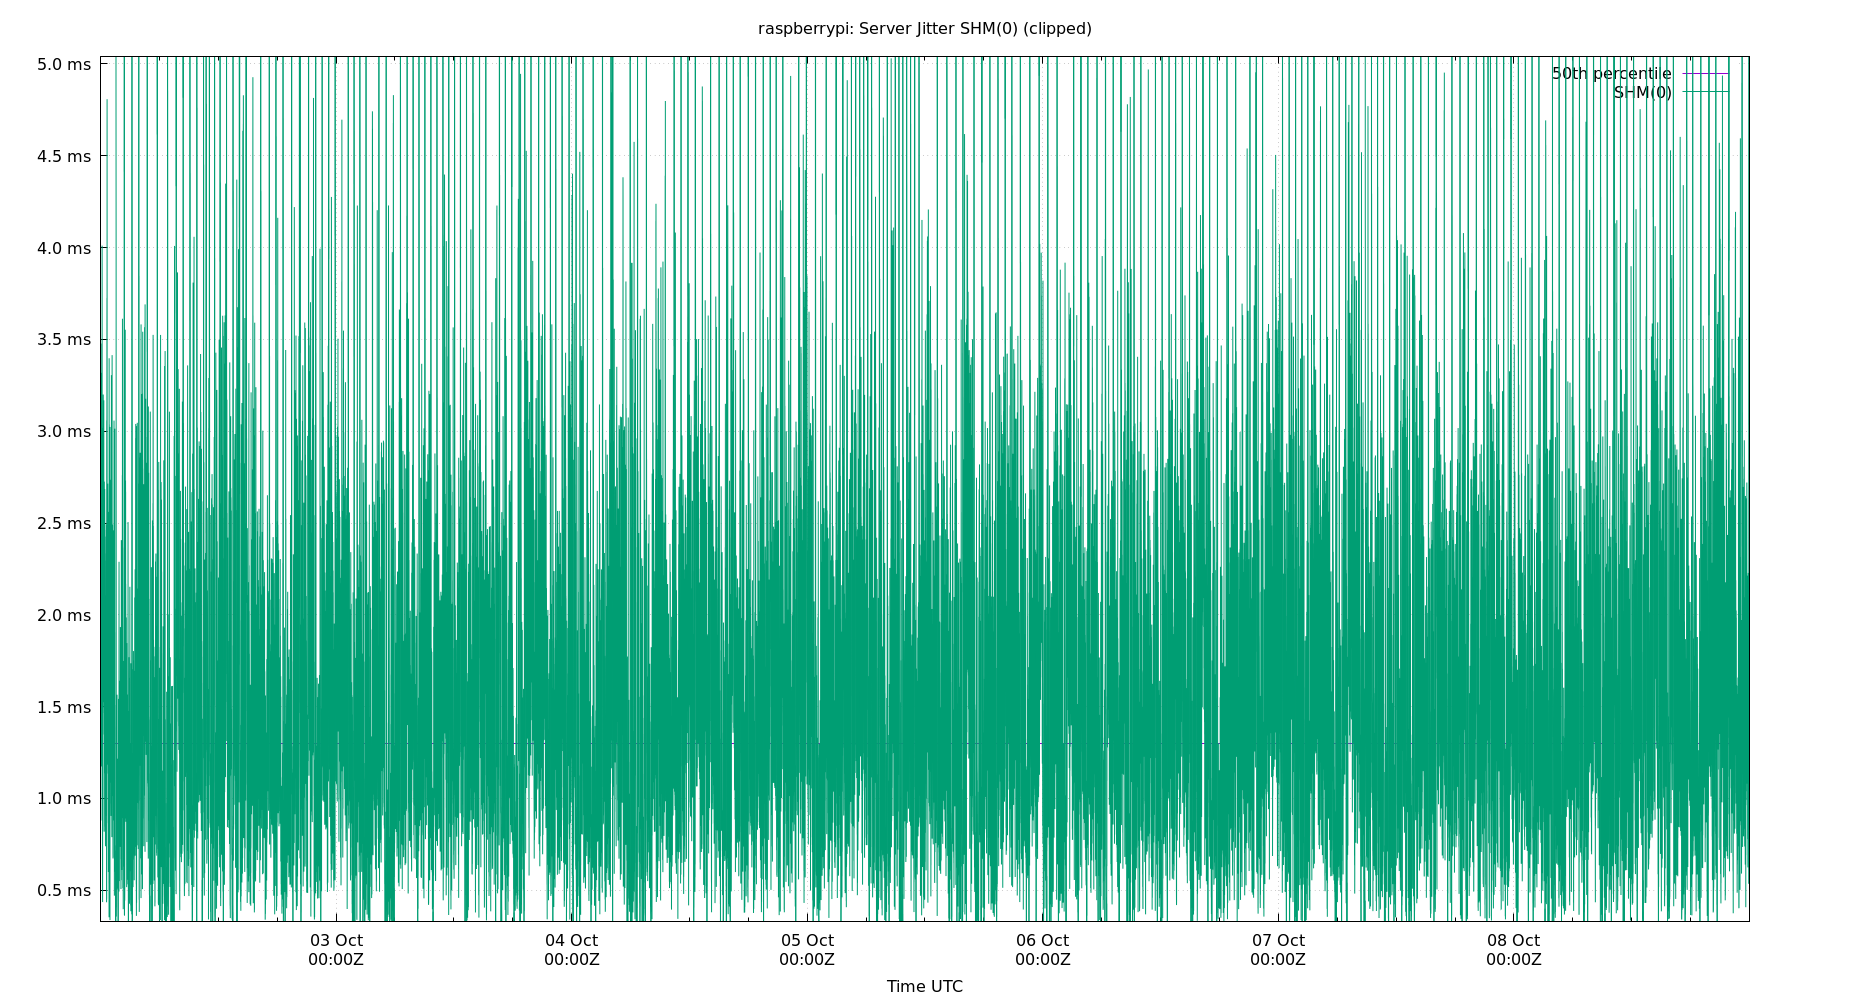 raspberrypi: Server Jitter SHM(0) (clipped)
5.0 ms
50th percentile
SHM(0)
4.5 ms
4.0 ms
3.5 ms
3.0 ms
2.5 ms
2.0 ms
1.5 ms
1.0 ms
0.5 ms
03 Oct 04 Oct 05 Oct 06 Oct 07 Oct 08 Oct
00:00Z 00:00Z 00:00Z 00:00Z 00:00Z 00:00Z
Time UTC